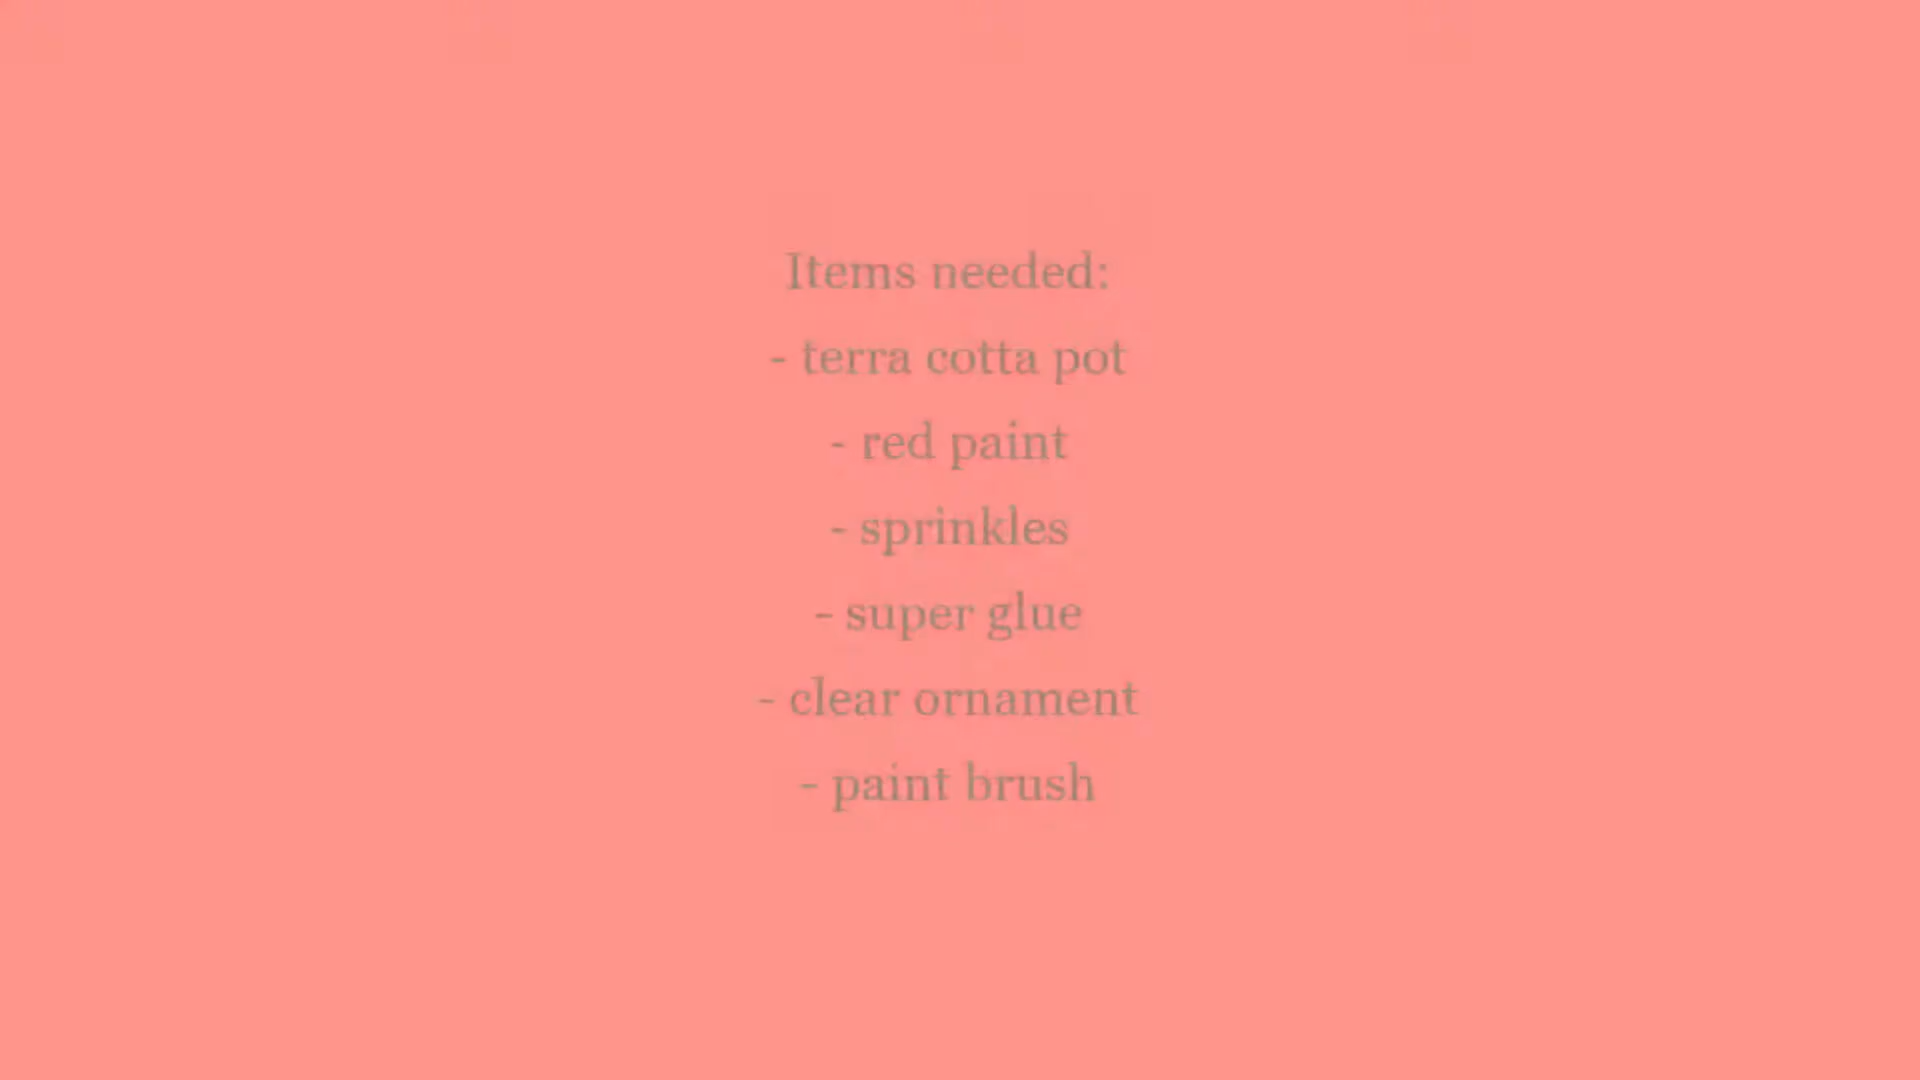 Items needed:
- terra cotta pot
- red paint
- sprinkles
- super glue
- clear ornament
- paint brush